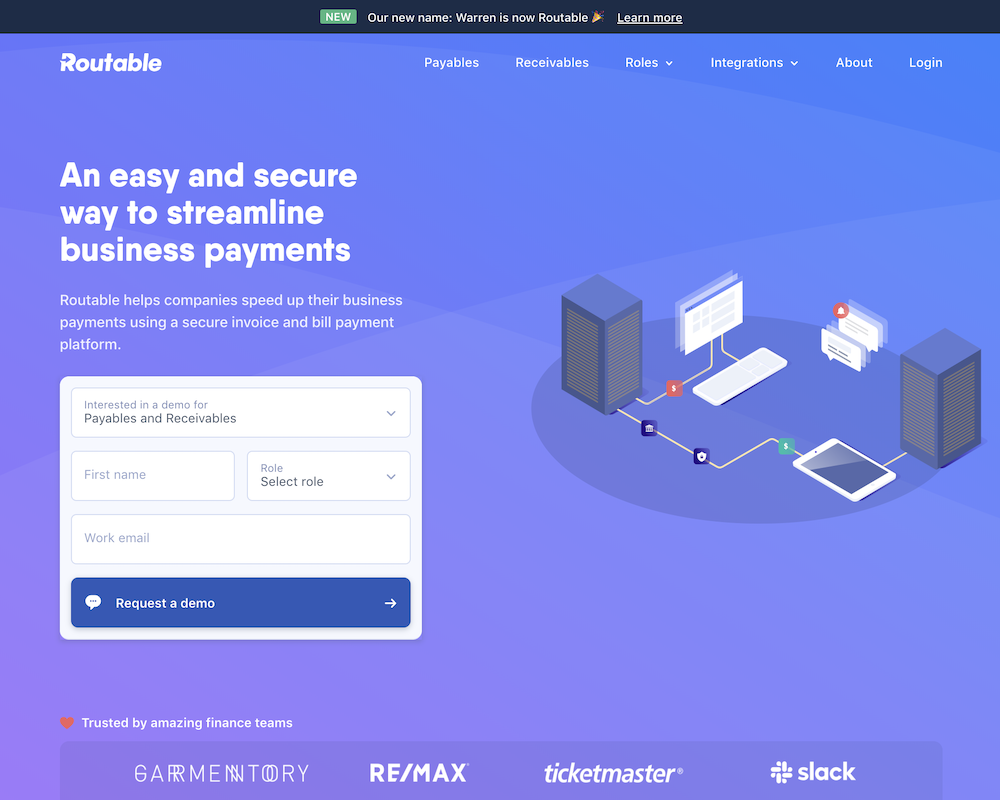 NEW Our new name: Warren is now Routable 🎉 Learn more
Routable Payables Receivables Roles Integrations About Login
An easy and secure
way to streamline
business payments
Routable helps companies speed up their business
payments using a secure invoice and bill payment
platform.
Interested in a demo for
Payables and Receivables
First name
Role
Select role
Work email
Request a demo
$
$
Trusted by amazing finance teams
GARMENTORY RE/MAX ticketmaster® slack